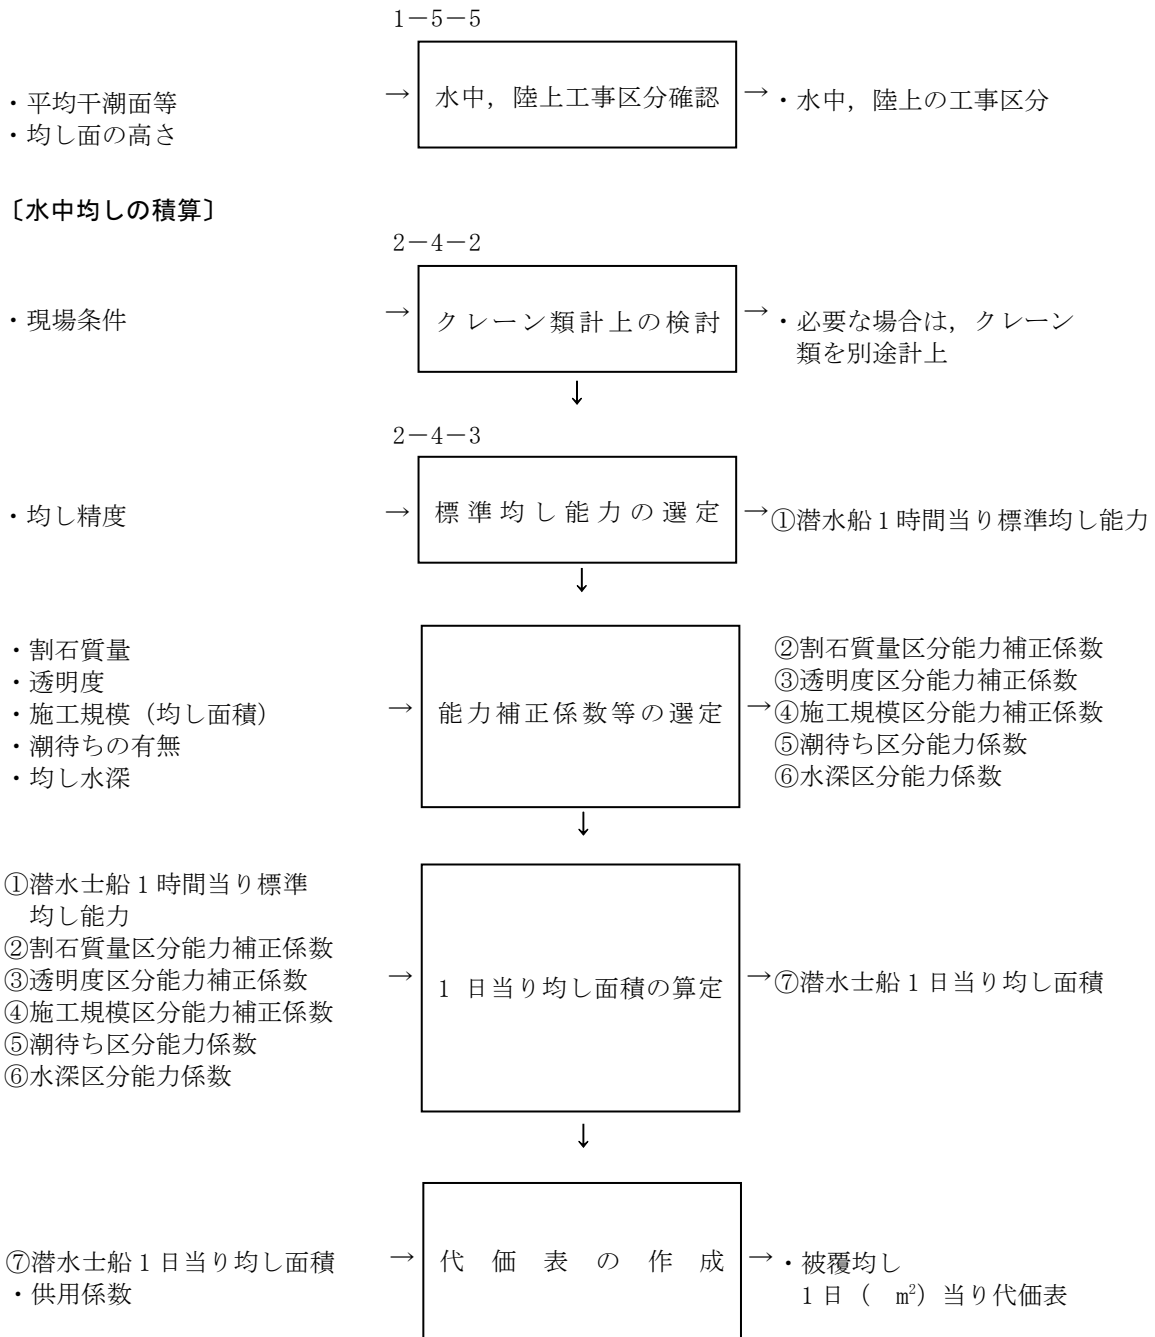 1-5-5
・平均干潮面等
・均し面の高さ
→
水中，陸上工事区分確認
→
・水中，陸上の工事区分
〔水中均しの積算〕
2-4-2
・現場条件
→
クレーン類計上の検討
→
・必要な場合は，クレーン
類を別途計上
↓
2-4-3
・均し精度
→
標準均し能力の選定
→
①潜水船1時間当り標準均し能力
↓
・割石質量
・透明度
・施工規模（均し面積）
・潮待ちの有無
・均し水深
→
能力補正係数等の選定
→
②割石質量区分能力補正係数
③透明度区分能力補正係数
④施工規模区分能力補正係数
⑤潮待ち区分能力係数
⑥水深区分能力係数
↓
①潜水士船1時間当り標準
均し能力
②割石質量区分能力補正係数
③透明度区分能力補正係数
④施工規模区分能力補正係数
⑤潮待ち区分能力係数
⑥水深区分能力係数
→
1 日当り均し面積の算定
→
⑦潜水士船1日当り均し面積
↓
⑦潜水士船1日当り均し面積
・供用係数
→
代価表の作成
→
・被覆均し
1日（　㎡）当り代価表